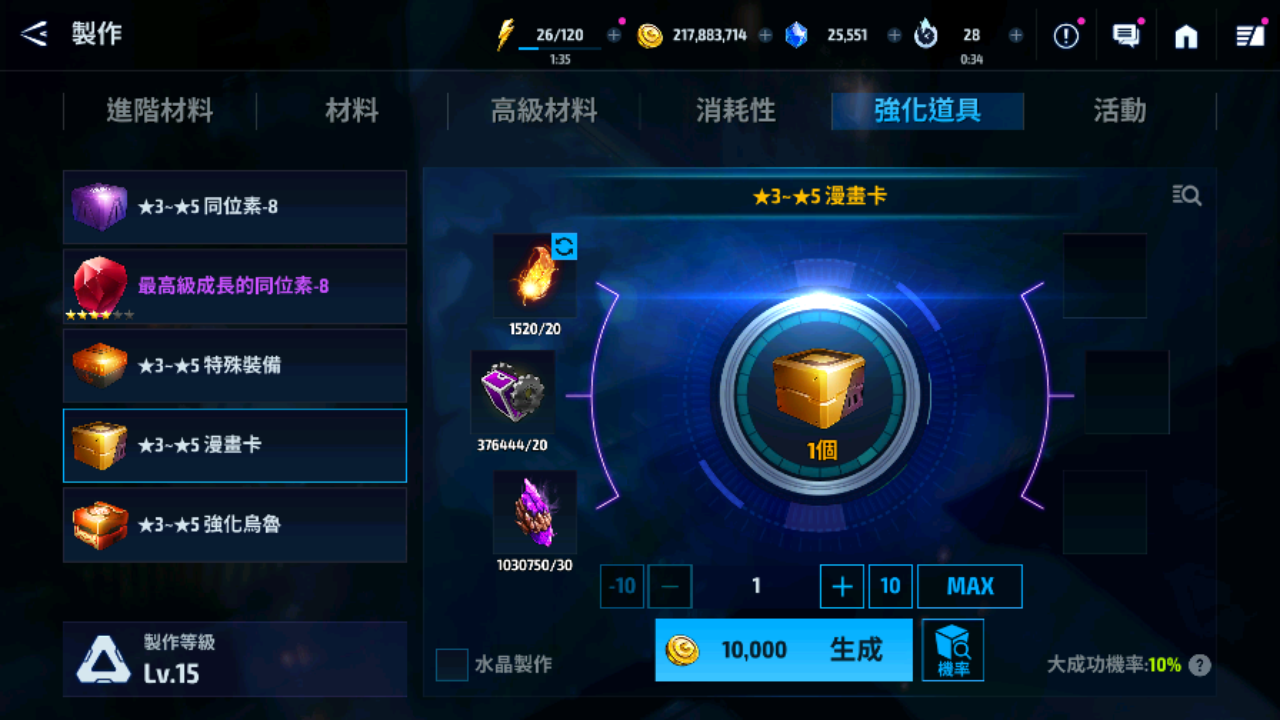 製作
26/120
1:35
217,883,714
25,551
28
0:34
進階材料
材料
高級材料
消耗性
強化道具
活動
★3~★5 同位素-8
最高級成長的同位素-8
★3~★5 特殊裝備
★3~★5 漫畫卡
★3~★5 強化烏魯
製作等級
Lv.15
★3~★5 漫畫卡
1520/20
376444/20
1030750/30
1個
-10
1
10
MAX
水晶製作
10,000 生成
機率
大成功機率:10%